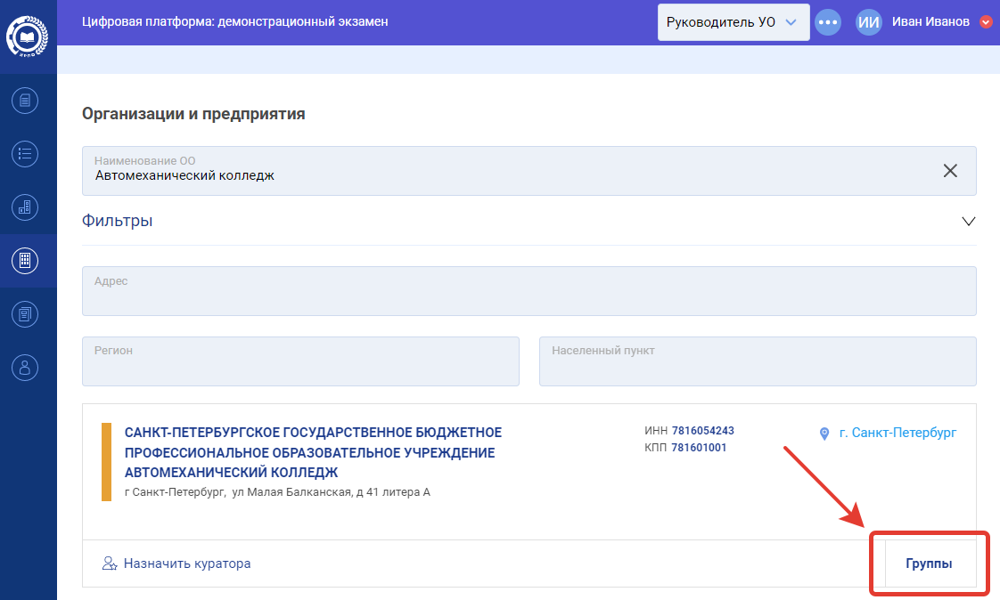 Цифровая платформа: демонстрационный экзамен
Руководитель УО
ИИ
Иван Иванов
ИРПО
Организации и предприятия
Наименование ОО
Автомеханический колледж
Фильтры
Адрес
Регион
Населенный пункт
САНКТ-ПЕТЕРБУРГСКОЕ ГОСУДАРСТВЕННОЕ БЮДЖЕТНОЕ
ПРОФЕССИОНАЛЬНОЕ ОБРАЗОВАТЕЛЬНОЕ УЧРЕЖДЕНИЕ
АВТОМЕХАНИЧЕСКИЙ КОЛЛЕДЖ
г Санкт-Петербург, ул Малая Балканская, д 41 литера А
ИНН 7816054243
КПП 781601001
г. Санкт-Петербург
Назначить куратора
Группы